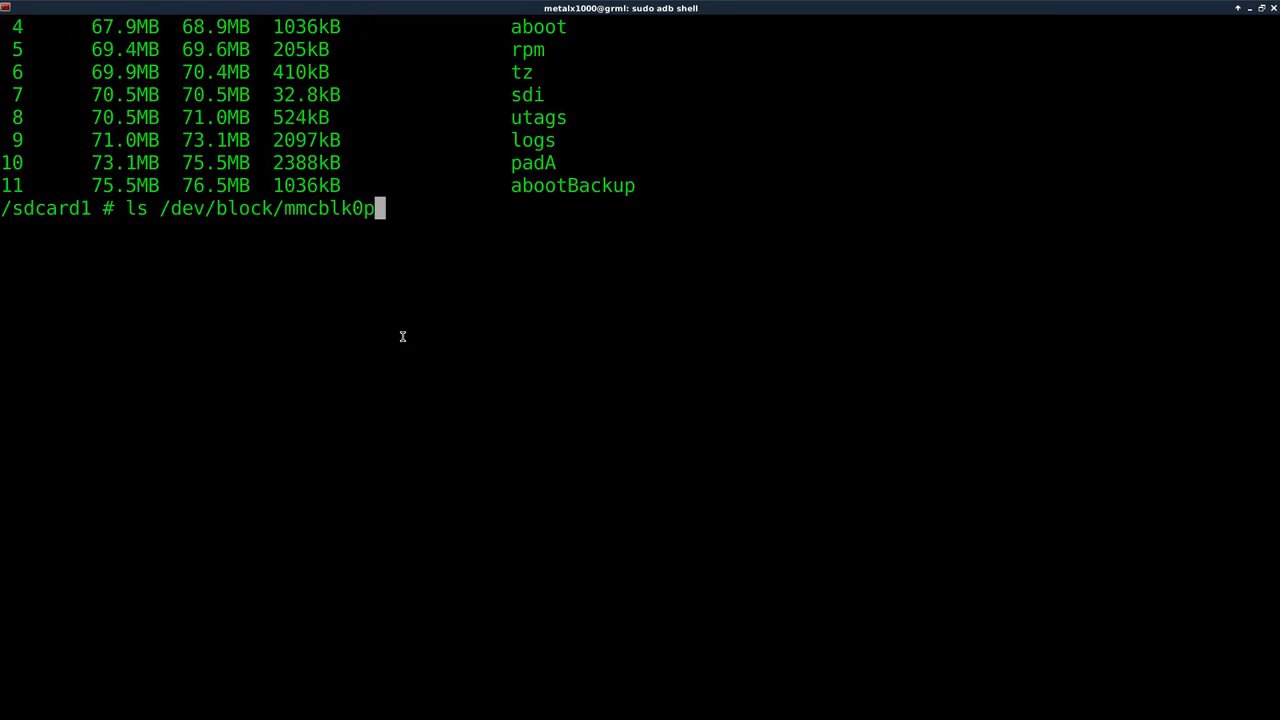 metalx1000@grml: sudo adb shell
4 67.9MB 68.9MB 1036kB aboot
5 69.4MB 69.6MB 205kB rpm
6 69.9MB 70.4MB 410kB tz
7 70.5MB 70.5MB 32.8kB sdi
8 70.5MB 71.0MB 524kB utags
9 71.0MB 73.1MB 2097kB logs
10 73.1MB 75.5MB 2388kB padA
11 75.5MB 76.5MB 1036kB abootBackup
/sdcard1 # ls /dev/block/mmcblk0p